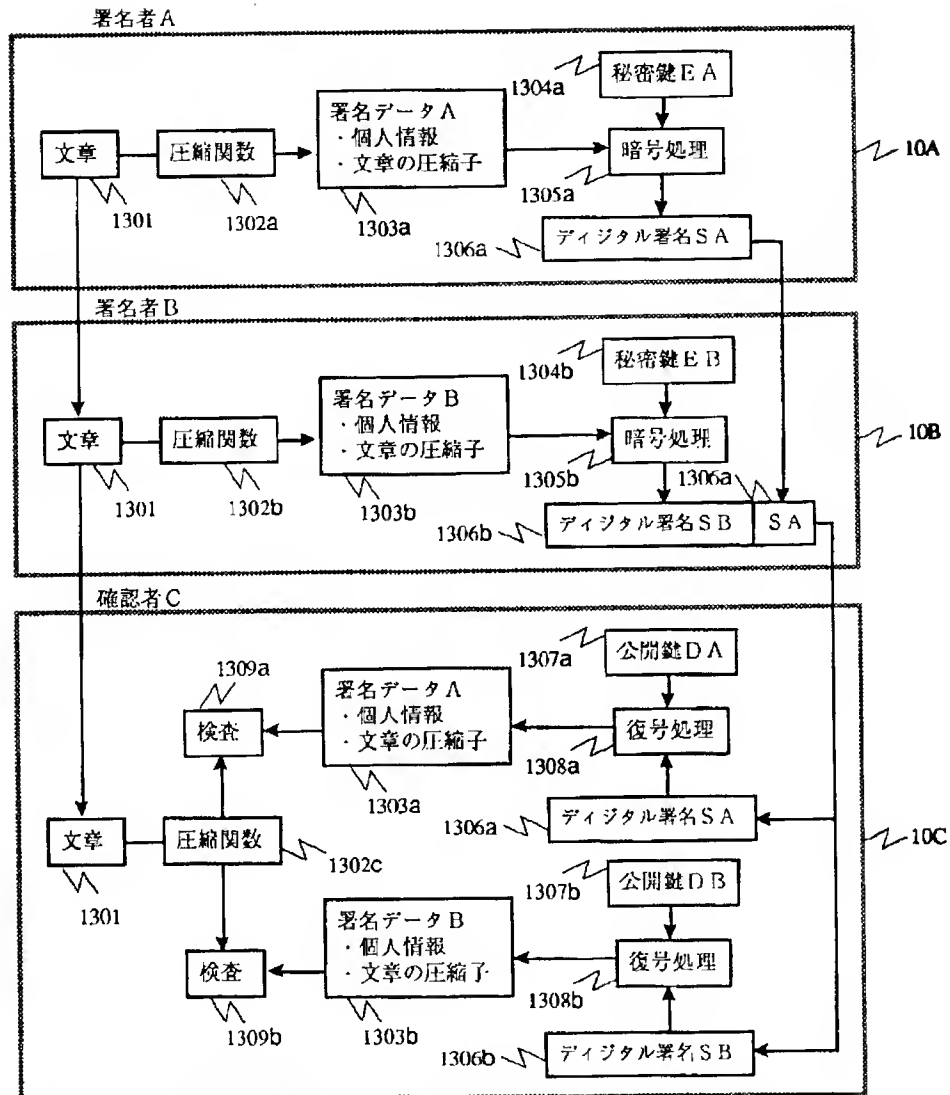 署名者A
秘密鍵EA
1304a
署名データA
・個人情報
・文章の圧縮子
文章
圧縮関数
暗号処理
10A
1301
1302a
1303a
1305a
1306a
ディジタル署名SA
署名者B
秘密鍵EB
1304b
署名データB
・個人情報
・文章の圧縮子
文章
圧縮関数
暗号処理
10B
1301
1302b
1303b
1305b
1306a
1306b
ディジタル署名SB
SA
確認者C
1307a
公開鍵DA
1309a
署名データA
・個人情報
・文章の圧縮子
検査
復号処理
1308a
1303a
1306a
ディジタル署名SA
文章
圧縮関数
1302c
10C
1301
1307b
公開鍵DB
署名データB
・個人情報
・文章の圧縮子
検査
復号処理
1308b
1309b
1303b
1306b
ディジタル署名SB